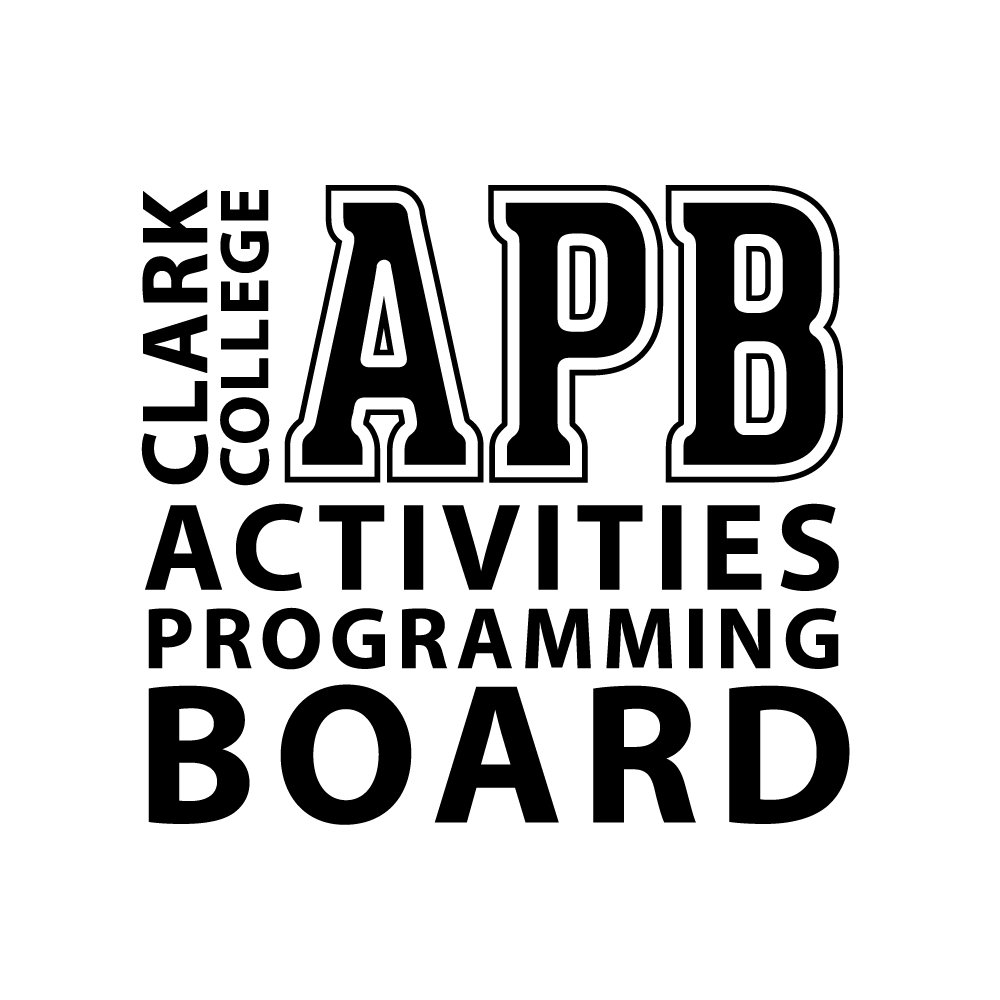 CLARK
COLLEGE
APB
ACTIVITIES
PROGRAMMING
BOARD